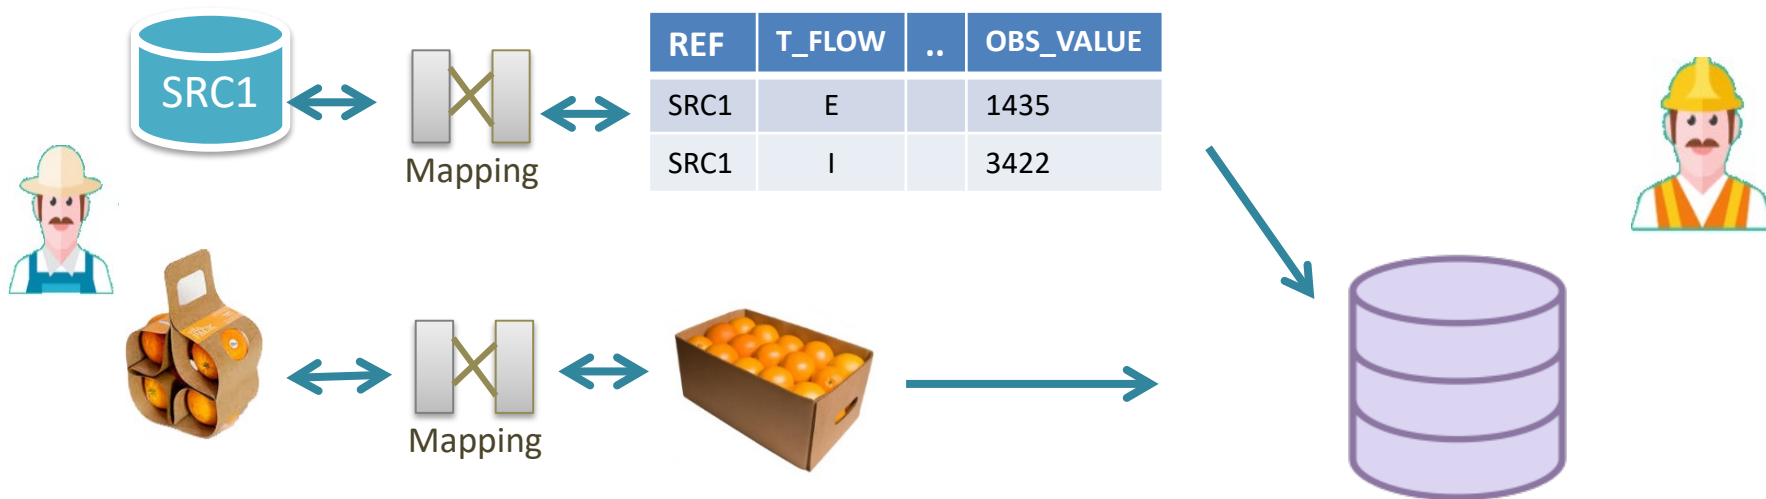 SRC1
Mapping
REF T_FLOW .. OBS_VALUE
SRC1 E 1435
SRC1 I 3422
Mapping